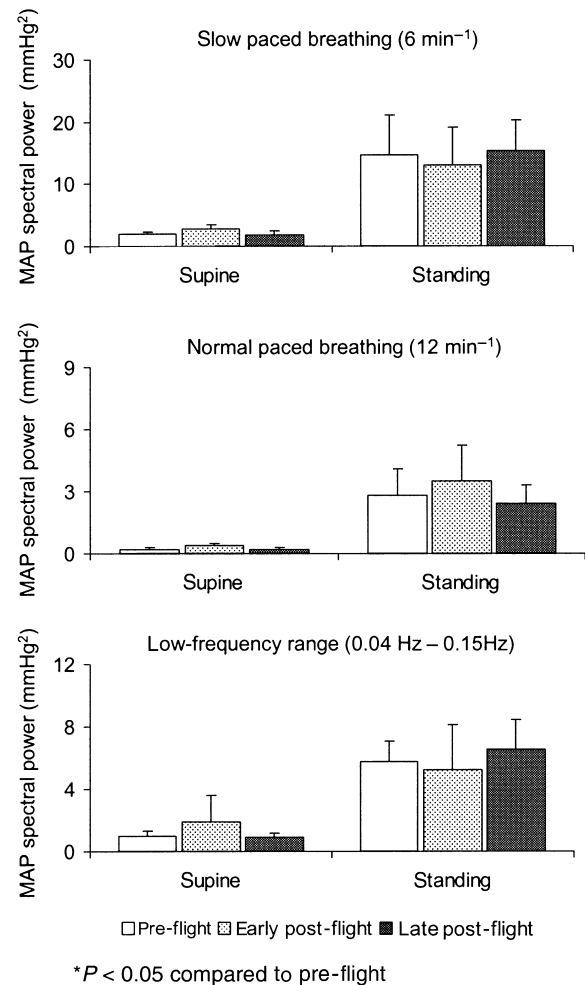 Slow paced breathing (6 min⁻¹)
MAP spectral power (mmHg²)
30
20
10
0
Supine
Standing
Normal paced breathing (12 min⁻¹)
MAP spectral power (mmHg²)
9
6
3
0
Supine
Standing
Low-frequency range (0.04 Hz – 0.15Hz)
MAP spectral power (mmHg²)
12
8
4
0
Supine
Standing
Pre-flight Early post-flight Late post-flight
*P < 0.05 compared to pre-flight